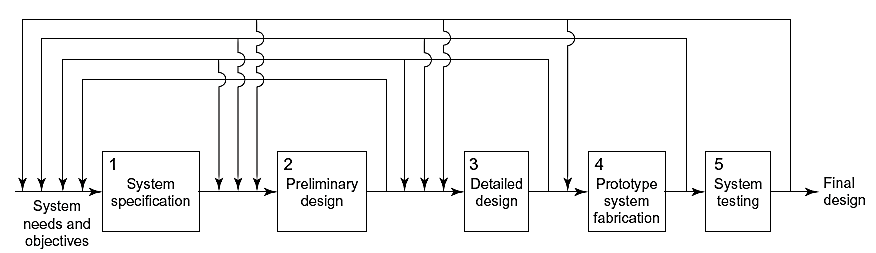 1
System
specification
2
Preliminary
design
3
Detailed
design
4
Prototype
system
fabrication
5
System
testing
Final
design
System
needs and
objectives